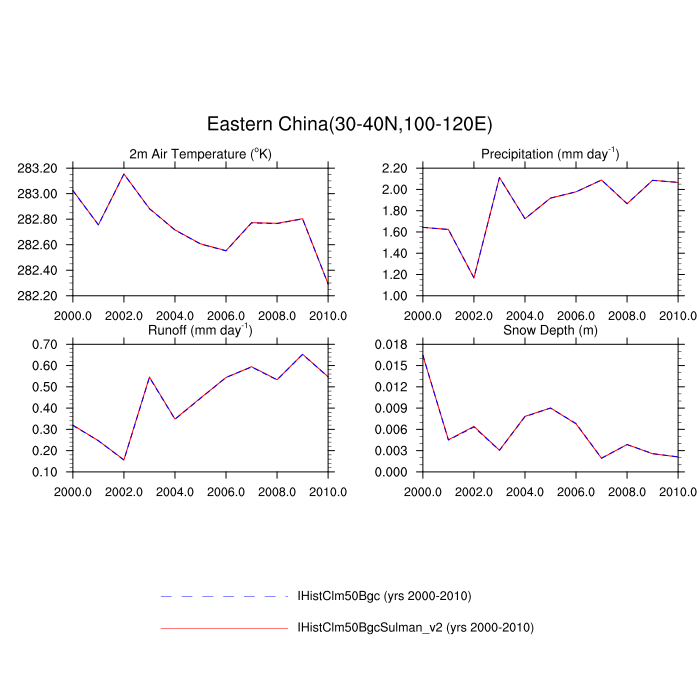 Eastern China(30-40N,100-120E)
2m Air Temperature (°K)
283.20
283.00
282.80
282.60
282.40
282.20
2000.0 2002.0 2004.0 2006.0 2008.0 2010.0
Precipitation (mm day⁻¹)
2.20
2.00
1.80
1.60
1.40
1.20
1.00
2000.0 2002.0 2004.0 2006.0 2008.0 2010.0
Runoff (mm day⁻¹)
0.70
0.60
0.50
0.40
0.30
0.20
0.10
2000.0 2002.0 2004.0 2006.0 2008.0 2010.0
Snow Depth (m)
0.018
0.015
0.012
0.009
0.006
0.003
0.000
2000.0 2002.0 2004.0 2006.0 2008.0 2010.0
IHistClm50Bgc (yrs 2000-2010)
IHistClm50BgcSulman_v2 (yrs 2000-2010)